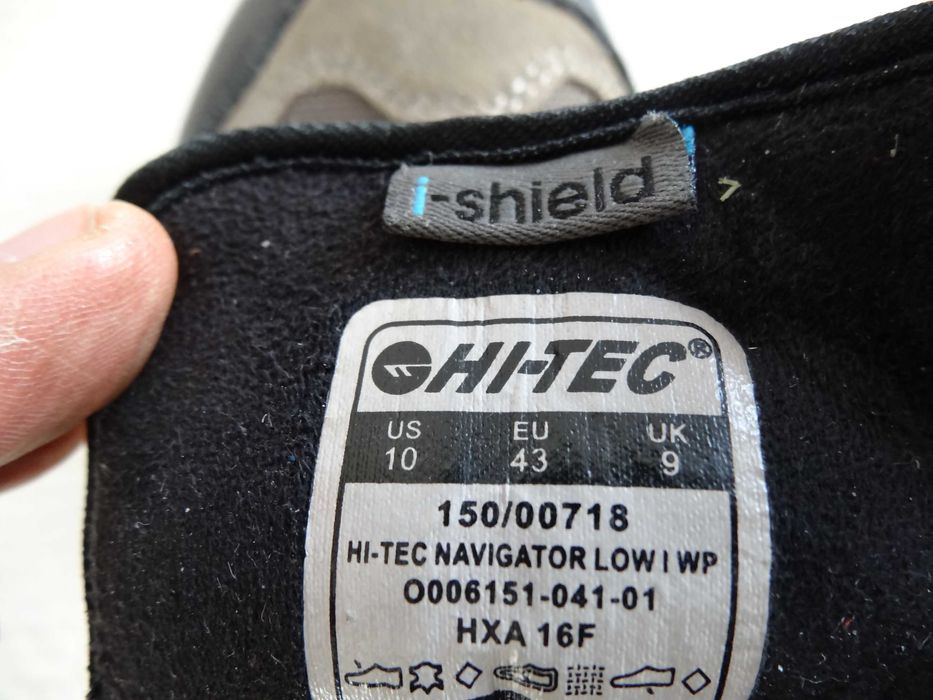 i-shield
HI-TEC®
US EU UK
10 43 9
150/00718
HI-TEC NAVIGATOR LOW I WP
O006151-041-01
HXA 16F